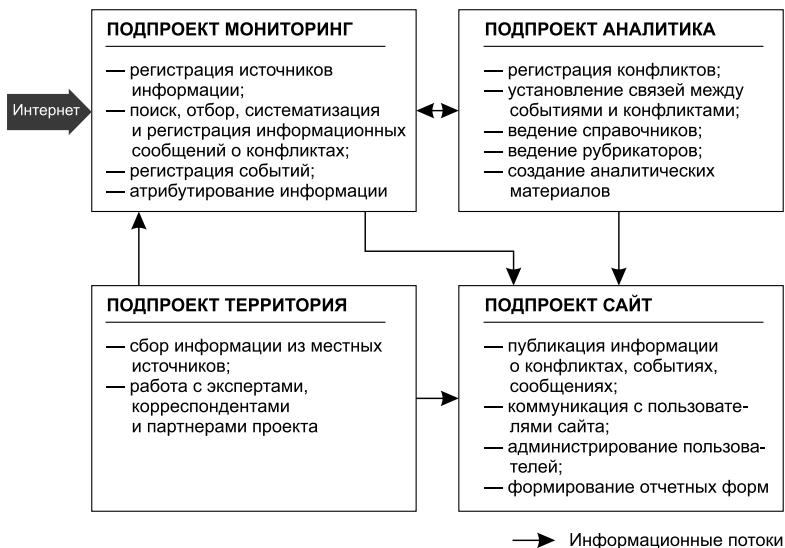 Интернет
ПОДПРОЕКТ МОНИТОРИНГ
— регистрация источников
информации;
— поиск, отбор, систематизация
и регистрация информационных
сообщений о конфликтах;
— регистрация событий;
— атрибутирование информации
ПОДПРОЕКТ АНАЛИТИКА
— регистрация конфликтов;
— установление связей между
событиями и конфликтами;
— ведение справочников;
— ведение рубрикаторов;
— создание аналитических
материалов
ПОДПРОЕКТ ТЕРРИТОРИЯ
— сбор информации из местных
источников;
— работа с экспертами,
корреспондентами
и партнерами проекта
ПОДПРОЕКТ САЙТ
— публикация информации
о конфликтах, событиях,
сообщениях;
— коммуникация с пользовате-
лями сайта;
— администрирование пользова-
телей;
— формирование отчетных форм
Информационные потоки